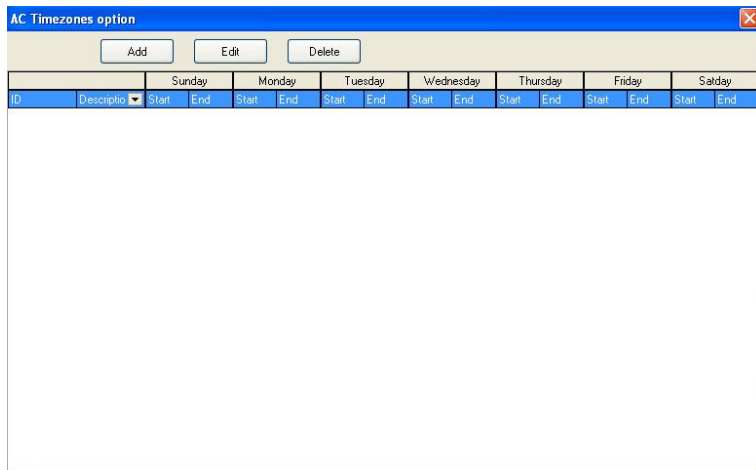 AC Timezones option
Add Edit Delete
Sunday Monday Tuesday Wednesday Thursday Friday Satday
ID Descriptio Start End Start End Start End Start End Start End Start End Start End